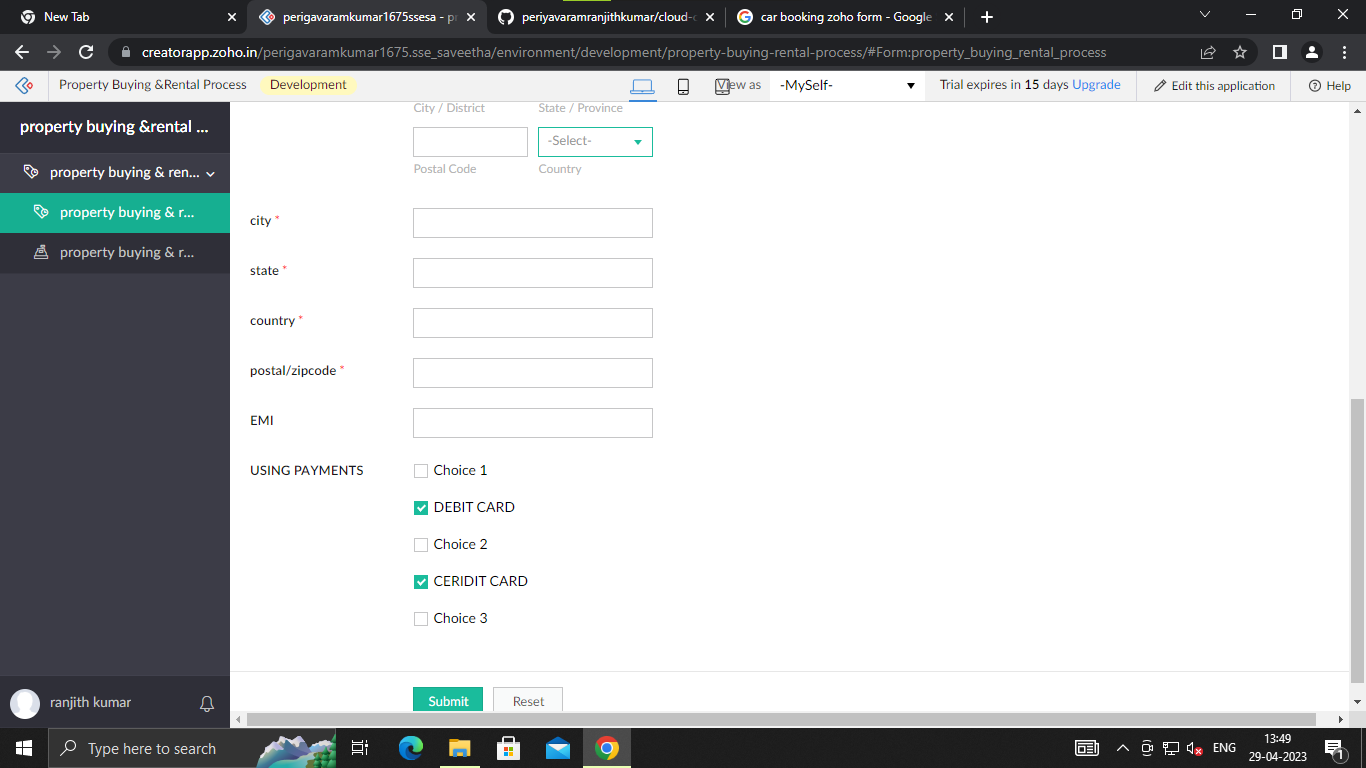 New Tab
perigavaramkumar1675ssesa - pr
periyavaramranjithkumar/cloud-c
car booking zoho form - Google
creatorapp.zoho.in/perigavaramkumar1675.sse_saveetha/environment/development/property-buying-rental-process/#Form:property_buying_rental_process
Property Buying &Rental Process
Development
View as
-MySelf-
Trial expires in 15 days Upgrade
Edit this application
Help
property buying &rental ...
property buying & ren...
property buying & r...
property buying & r...
City / District
State / Province
-Select-
Postal Code
Country
city *
state *
country *
postal/zipcode *
EMI
USING PAYMENTS
Choice 1
DEBIT CARD
Choice 2
CERIDIT CARD
Choice 3
Submit
Reset
ranjith kumar
Type here to search
ENG
13:49
29-04-2023
1